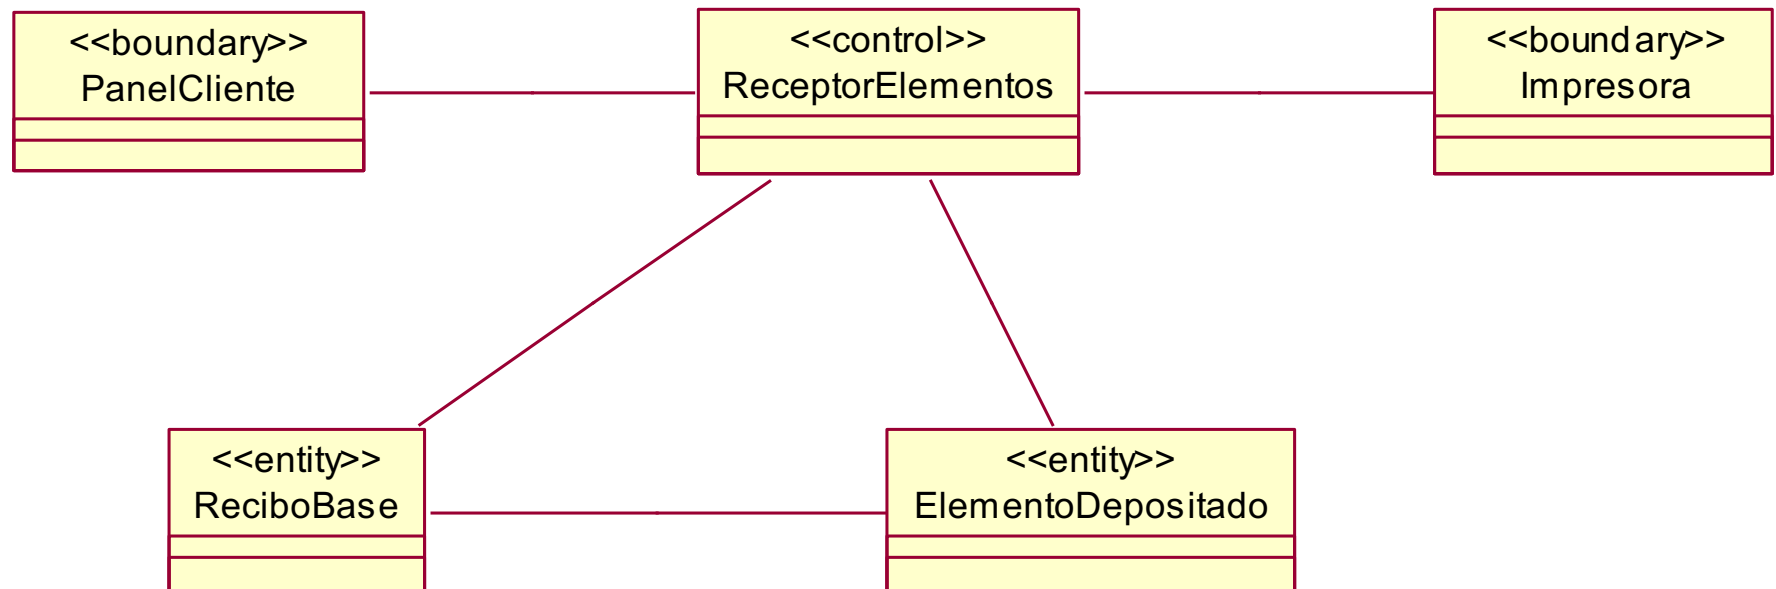 <<boundary>>
PanelCliente
<<control>>
ReceptorElementos
<<boundary>>
Impresora
<<entity>>
ReciboBase
<<entity>>
ElementoDepositado